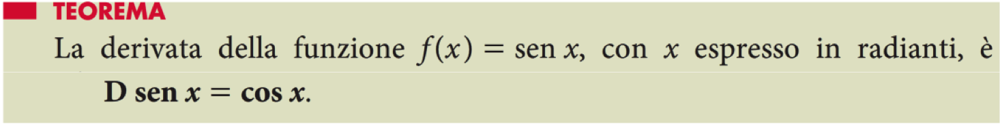 TEOREMA
La derivata della funzione f(x) = sen x, con x espresso in radianti, è
D sen x = cos x.